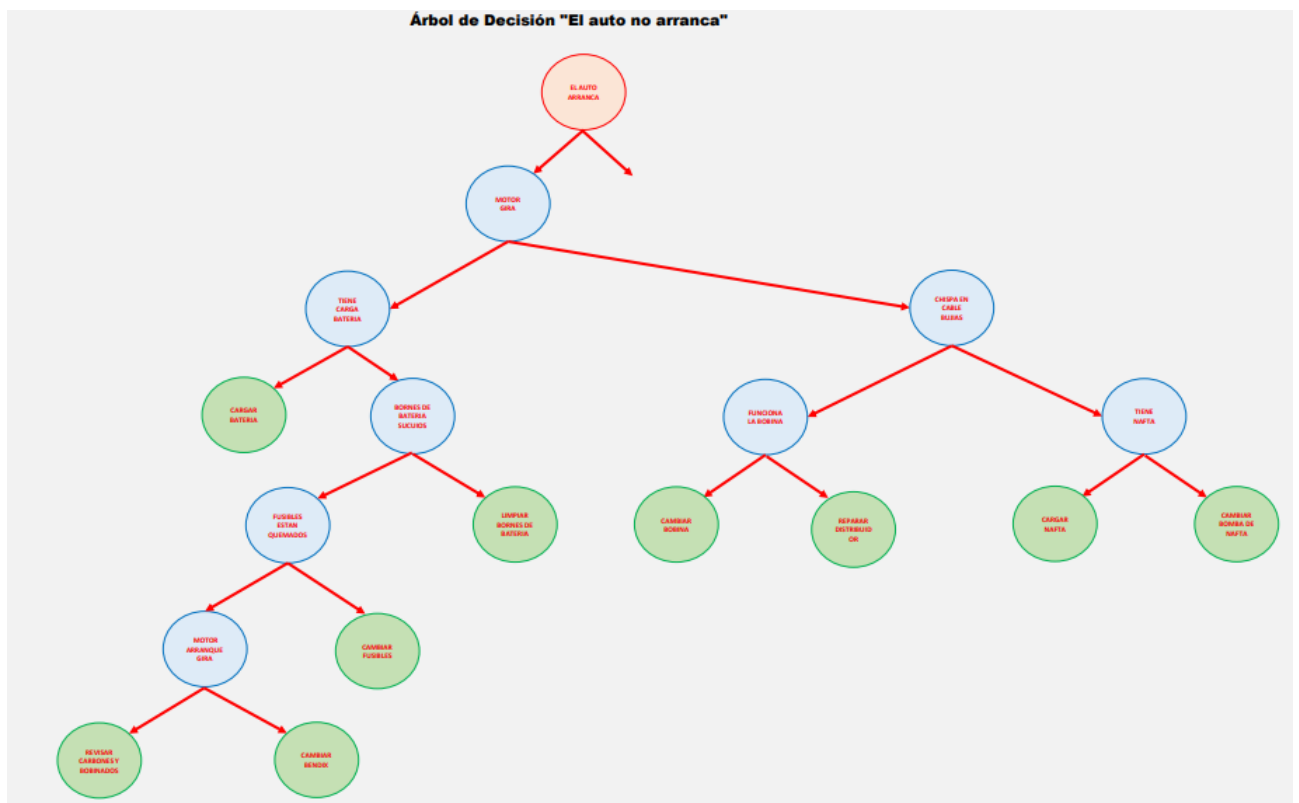 Árbol de Decisión "El auto no arranca"
EL AUTO
ARRANCA
MOTOR
GIRA
TIENE
CARGA
BATERIA
CHISPA EN
CABLE
BUJIAS
CARGAR
BATERIA
BORNES DE
BATERIA
SUCUIOS
FUNCIONA
LA BOBINA
TIENE
NAFTA
FUSIBLES
ESTAN
QUEMADOS
LIMPIAR
BORNES DE
BATERIA
CAMBIAR
BOBINA
REPARAR
DISTRIBUID
OR
CARGAR
NAFTA
CAMBIAR
BOMBA DE
NAFTA
MOTOR
ARRANQUE
GIRA
CAMBIAR
FUSIBLES
REVISAR
CARBONES Y
BOBINADOS
CAMBIAR
BENDIX